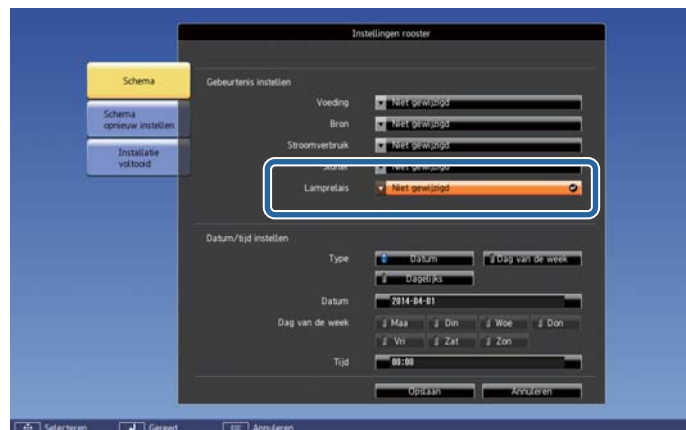 Instellingen rooster
Schema
Schema
opnieuw instellen
Installatie
voltooid
Gebeurtenis instellen
Voeding Niet gewijzigd
Bron Niet gewijzigd
Stroomverbruik Niet gewijzigd
Sluiter Niet gewijzigd
Lamprelais Niet gewijzigd
Datum/tijd instellen
Type Datum Dag van de week
Dagelijks
Datum 2014-04-01
Dag van de week Maa Din Woe Don
Vri Zat Zon
Tijd 08:00
Opslaan Annuleren
Selecteren Gereed Annuleren